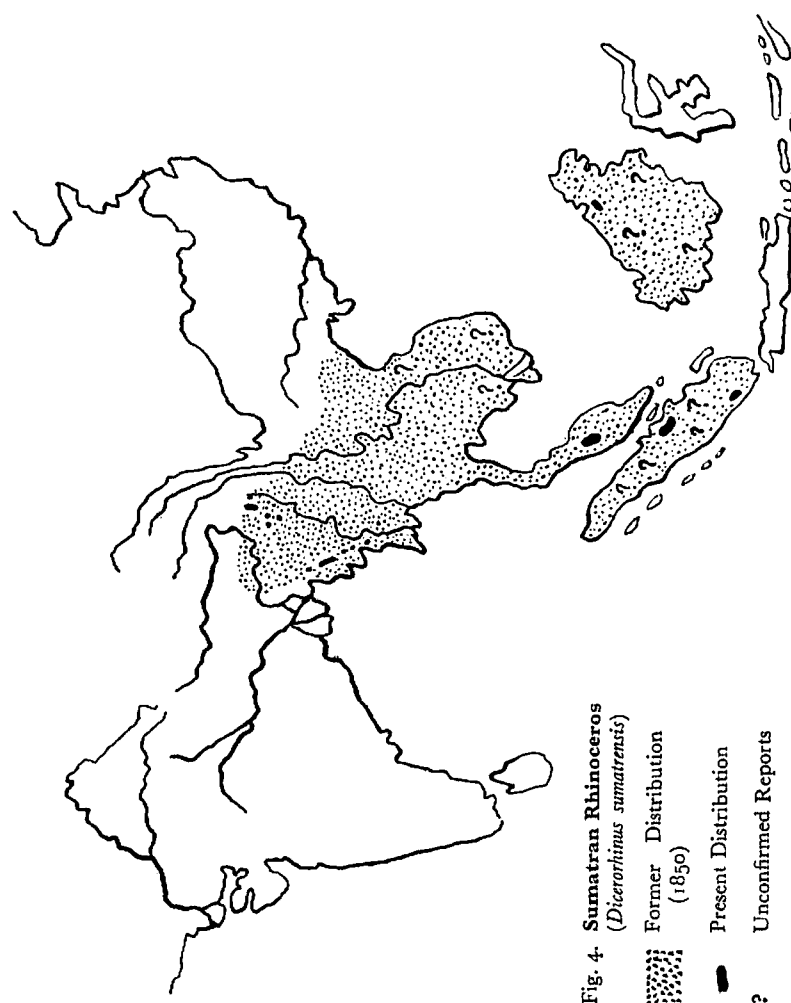 Fig. 4. Sumatran Rhinoceros
(Dicerorhinus sumatrensis)
Former Distribution
(1850)
Present Distribution
? Unconfirmed Reports
?
?
?
?
?
?
?
?
?
?